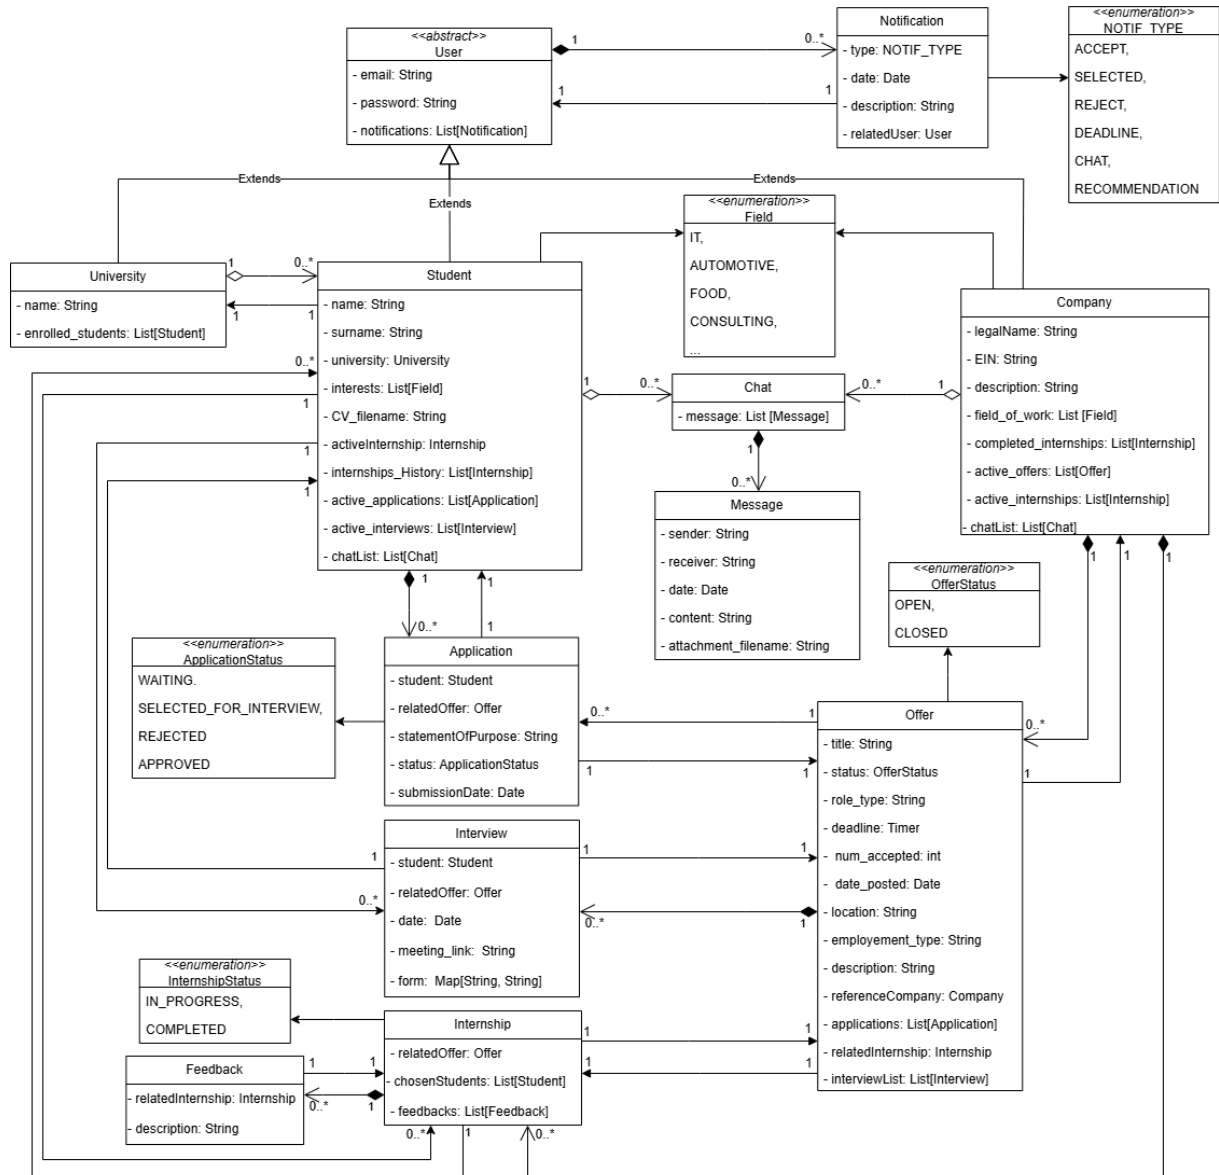 <<abstract>>
User
- email: String
- password: String
- notifications: List[Notification]
1
0..*
1
1
Notification
- type: NOTIF_TYPE
- date: Date
- description: String
- relatedUser: User
<<enumeration>>
NOTIF_TYPE
ACCEPT,
SELECTED,
REJECT,
DEADLINE,
CHAT,
RECOMMENDATION
Extends
Extends
Extends
<<enumeration>>
Field
IT,
AUTOMOTIVE,
FOOD,
CONSULTING,
...
University
- name: String
- enrolled_students: List[Student]
1
0..*
1
1
0..*
1
1
1
Student
- name: String
- surname: String
- university: University
- interests: List[Field]
- CV_filename: String
- activeInternship: Internship
- internships_History: List[Internship]
- active_applications: List[Application]
- active_interviews: List[Interview]
- chatList: List[Chat]
1
0..*
Chat
- message: List [Message]
0..*
1
1
0..*
Message
- sender: String
- receiver: String
- date: Date
- content: String
- attachment_filename: String
Company
- legalName: String
- EIN: String
- description: String
- field_of_work: List [Field]
- completed_internships: List[Internship]
- active_offers: List[Offer]
- active_internships: List[Internship]
- chatList: List[Chat]
1
1
1
<<enumeration>>
OfferStatus
OPEN,
CLOSED
1
1
0..*
1
<<enumeration>>
ApplicationStatus
WAITING.
SELECTED_FOR_INTERVIEW,
REJECTED
APPROVED
Application
- student: Student
- relatedOffer: Offer
- statementOfPurpose: String
- status: ApplicationStatus
- submissionDate: Date
0..*
1
1
1
0..*
1
Offer
- title: String
- status: OfferStatus
- role_type: String
- deadline: Timer
- num_accepted: int
- date_posted: Date
- location: String
- employement_type: String
- description: String
- referenceCompany: Company
- applications: List[Application]
- relatedInternship: Internship
- interviewList: List[Interview]
Interview
- student: Student
- relatedOffer: Offer
- date: Date
- meeting_link: String
- form: Map[String, String]
1
0..*
1
1
0..*
1
<<enumeration>>
InternshipStatus
IN_PROGRESS,
COMPLETED
Internship
- relatedOffer: Offer
- chosenStudents: List[Student]
- feedbacks: List[Feedback]
1
1
1
1
Feedback
- relatedInternship: Internship
- description: String
1
1
0..*
1
0..*
1
0..*